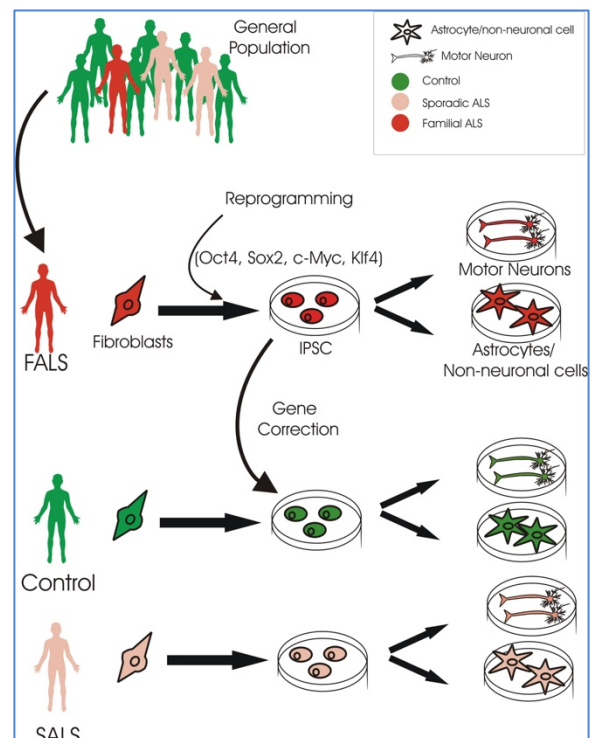 General
Population
Astrocyte/non-neuronal cell
Motor Neuron
Control
Sporadic ALS
Familial ALS
Reprogramming
(Oct4, Sox2, c-Myc, Klf4)
Motor Neurons
Fibroblasts
IPSC
FALS
Astrocytes/
Non-neuronal cells
Gene
Correction
Control
SALS